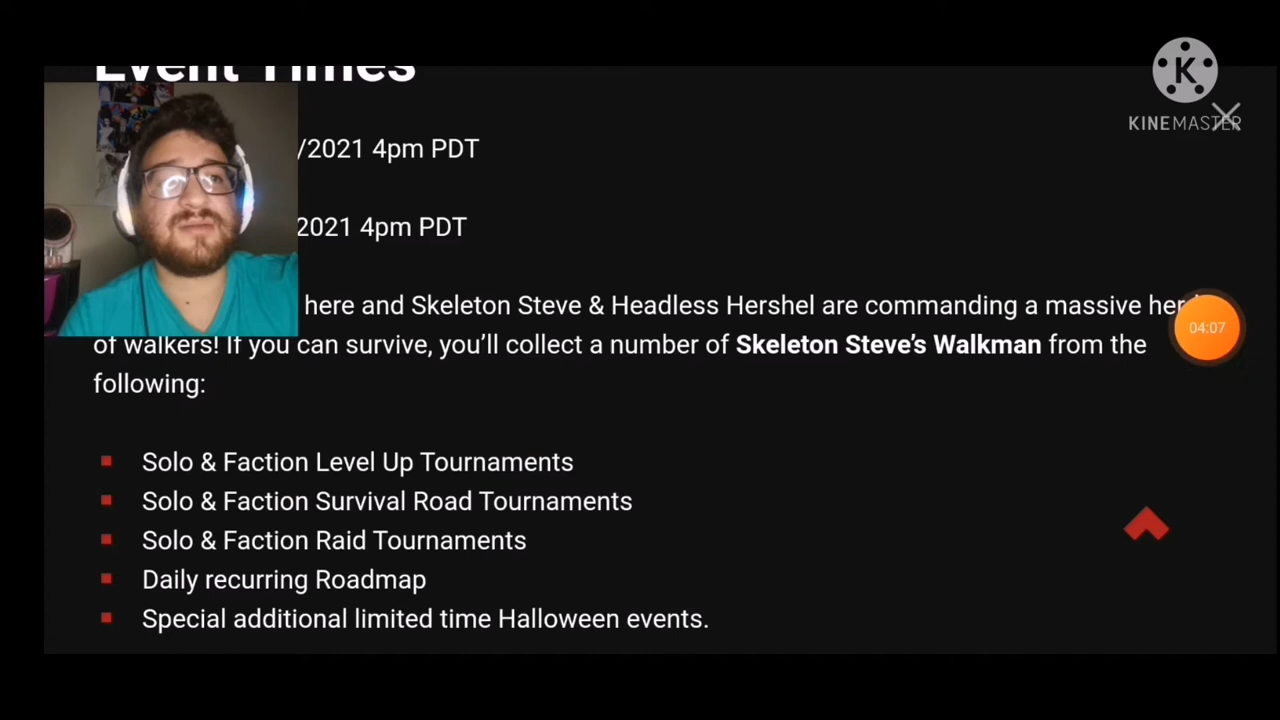 Event Times
/2021 4pm PDT
2021 4pm PDT
here and Skeleton Steve & Headless Hershel are commanding a massive
of walkers! If you can survive, you'll collect a number of Skeleton Steve's Walkman from the
following:
Solo & Faction Level Up Tournaments
Solo & Faction Survival Road Tournaments
Solo & Faction Raid Tournaments
Daily recurring Roadmap
Special additional limited time Halloween events.
K
KINEMASTER
04:07